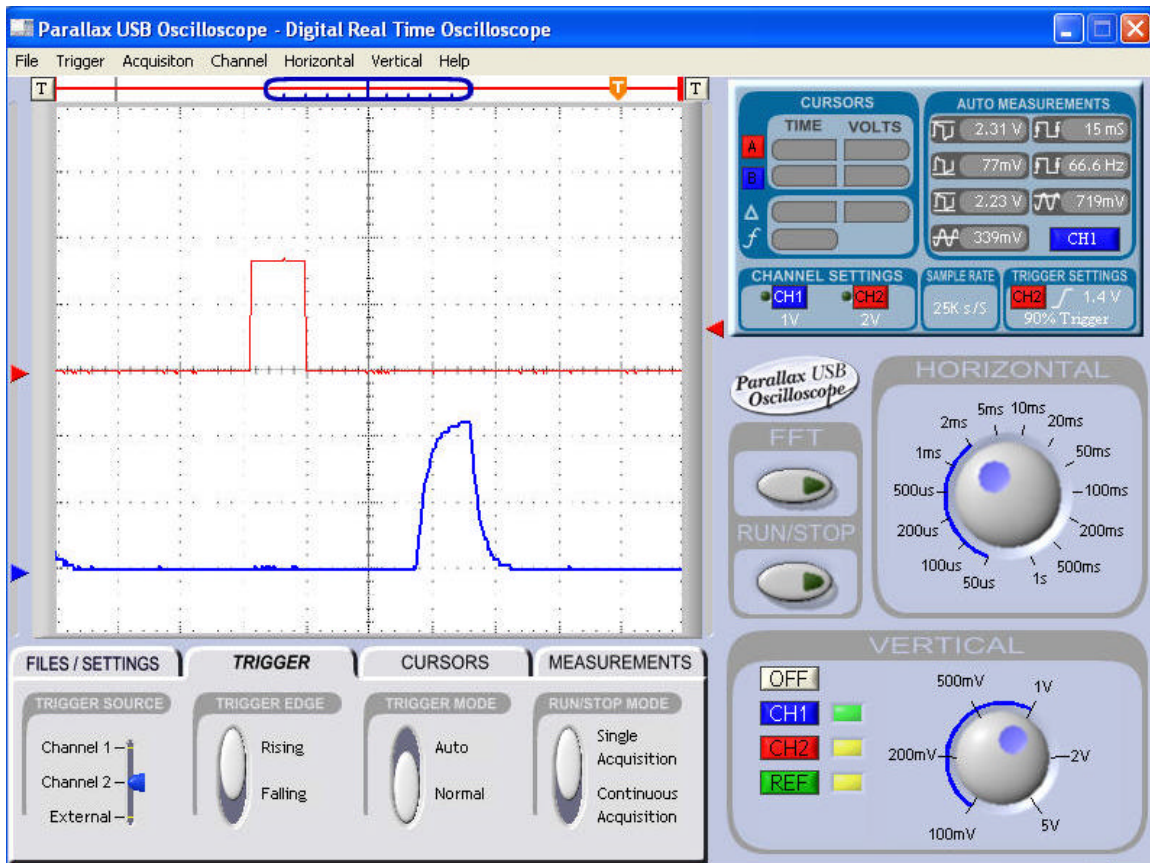 Parallax USB Oscilloscope - Digital Real Time Oscilloscope
File Trigger Acquisiton Channel Horizontal Vertical Help
T T T
CURSORS
TIME VOLTS
A
B
Δ
f
AUTO MEASUREMENTS
2.31 V 15 mS
77mV 66.6 Hz
2.23 V 719mV
339mV CH1
CHANNEL SETTINGS
CH1 CH2
1V 2V
SAMPLE RATE
25K s/S
TRIGGER SETTINGS
CH2 1.4 V
90% Trigger
Parallax USB
Oscilloscope
FFT
RUN/STOP
HORIZONTAL
50us
100us
200us
500us
1ms
2ms
5ms
10ms
20ms
50ms
100ms
200ms
500ms
1s
FILES / SETTINGS TRIGGER CURSORS MEASUREMENTS
TRIGGER SOURCE
Channel 1
Channel 2
External
TRIGGER EDGE
Rising
Falling
TRIGGER MODE
Auto
Normal
RUN/STOP MODE
Single
Acquisition
Continuous
Acquisition
VERTICAL
OFF
CH1
CH2
REF
100mV
200mV
500mV
1V
2V
5V